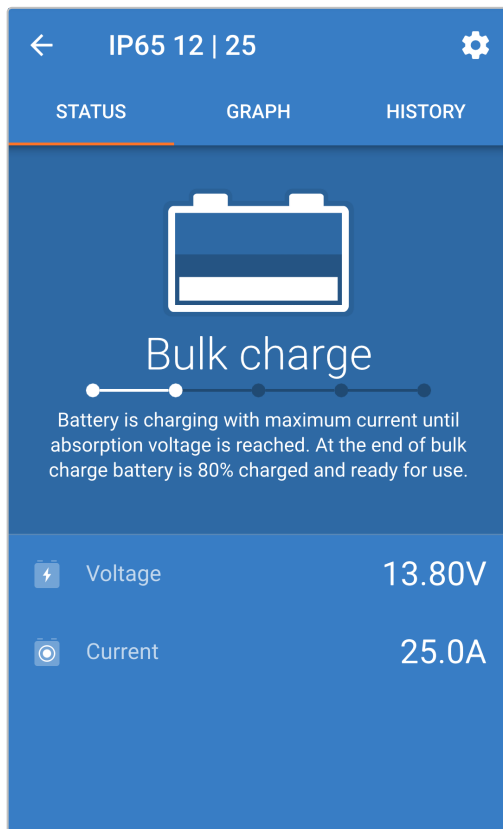 IP65 12 | 25
STATUS GRAPH HISTORY
Bulk charge
Battery is charging with maximum current until
absorption voltage is reached. At the end of bulk
charge battery is 80% charged and ready for use.
Voltage 13.80V
Current 25.0A